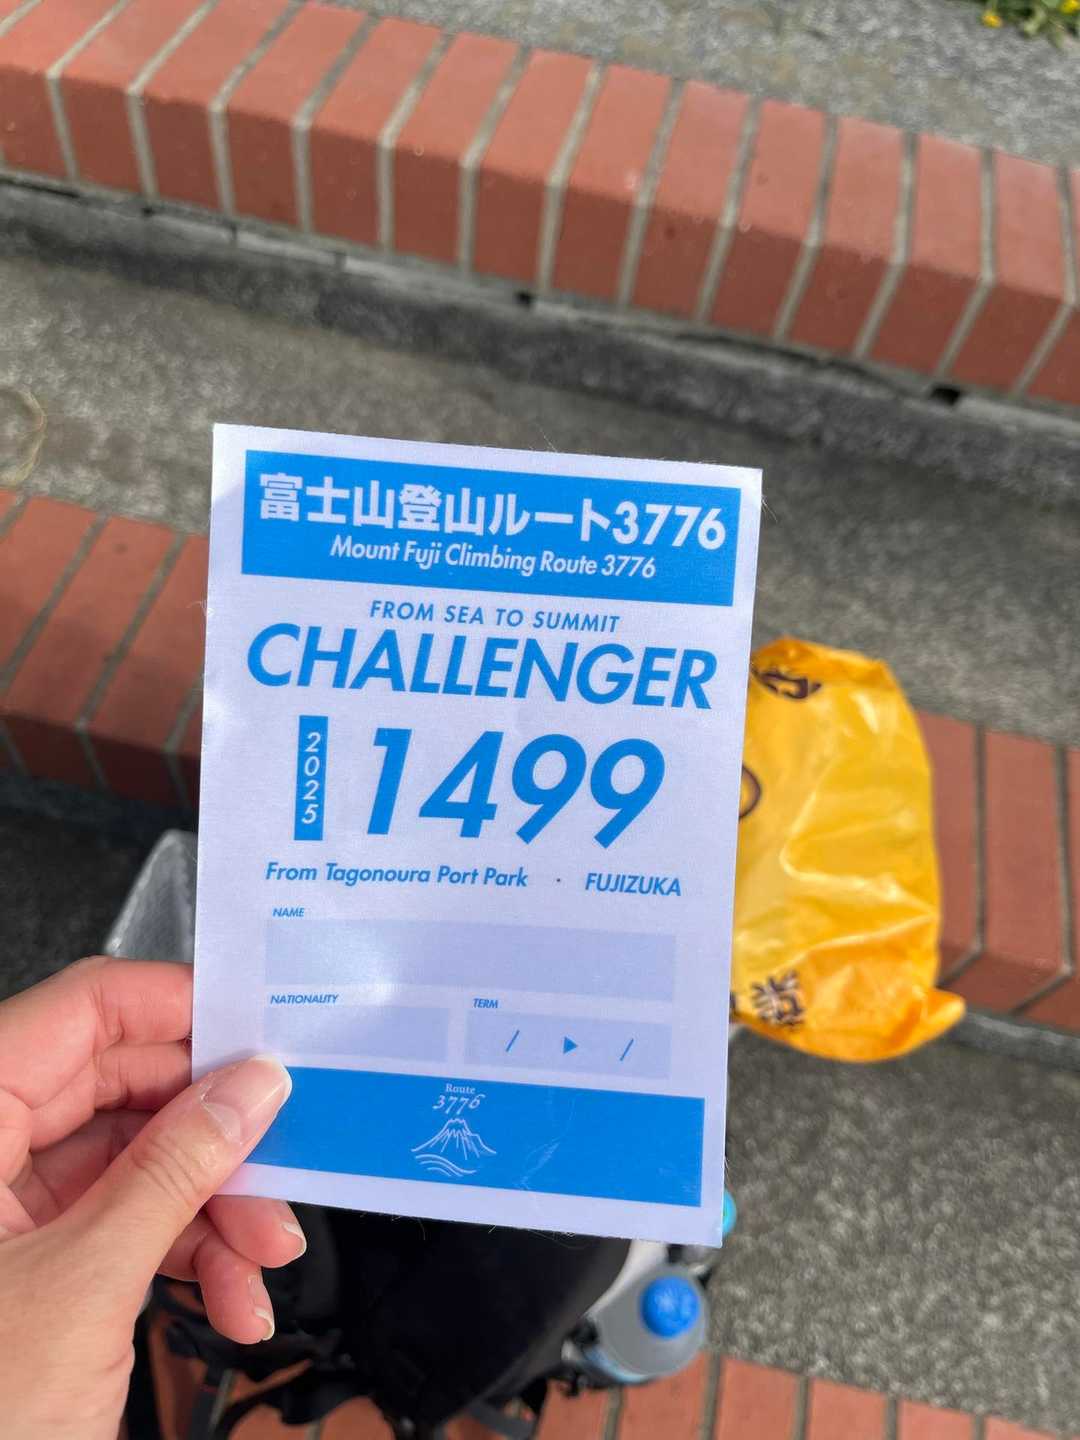 富士山登山ルート3776
Mount Fuji Climbing Route 3776
FROM SEA TO SUMMIT
CHALLENGER
2025
1499
From Tagonoura Port Park · FUJIZUKA
NAME
NATIONALITY
TERM
/ ▶ /
Route
3776